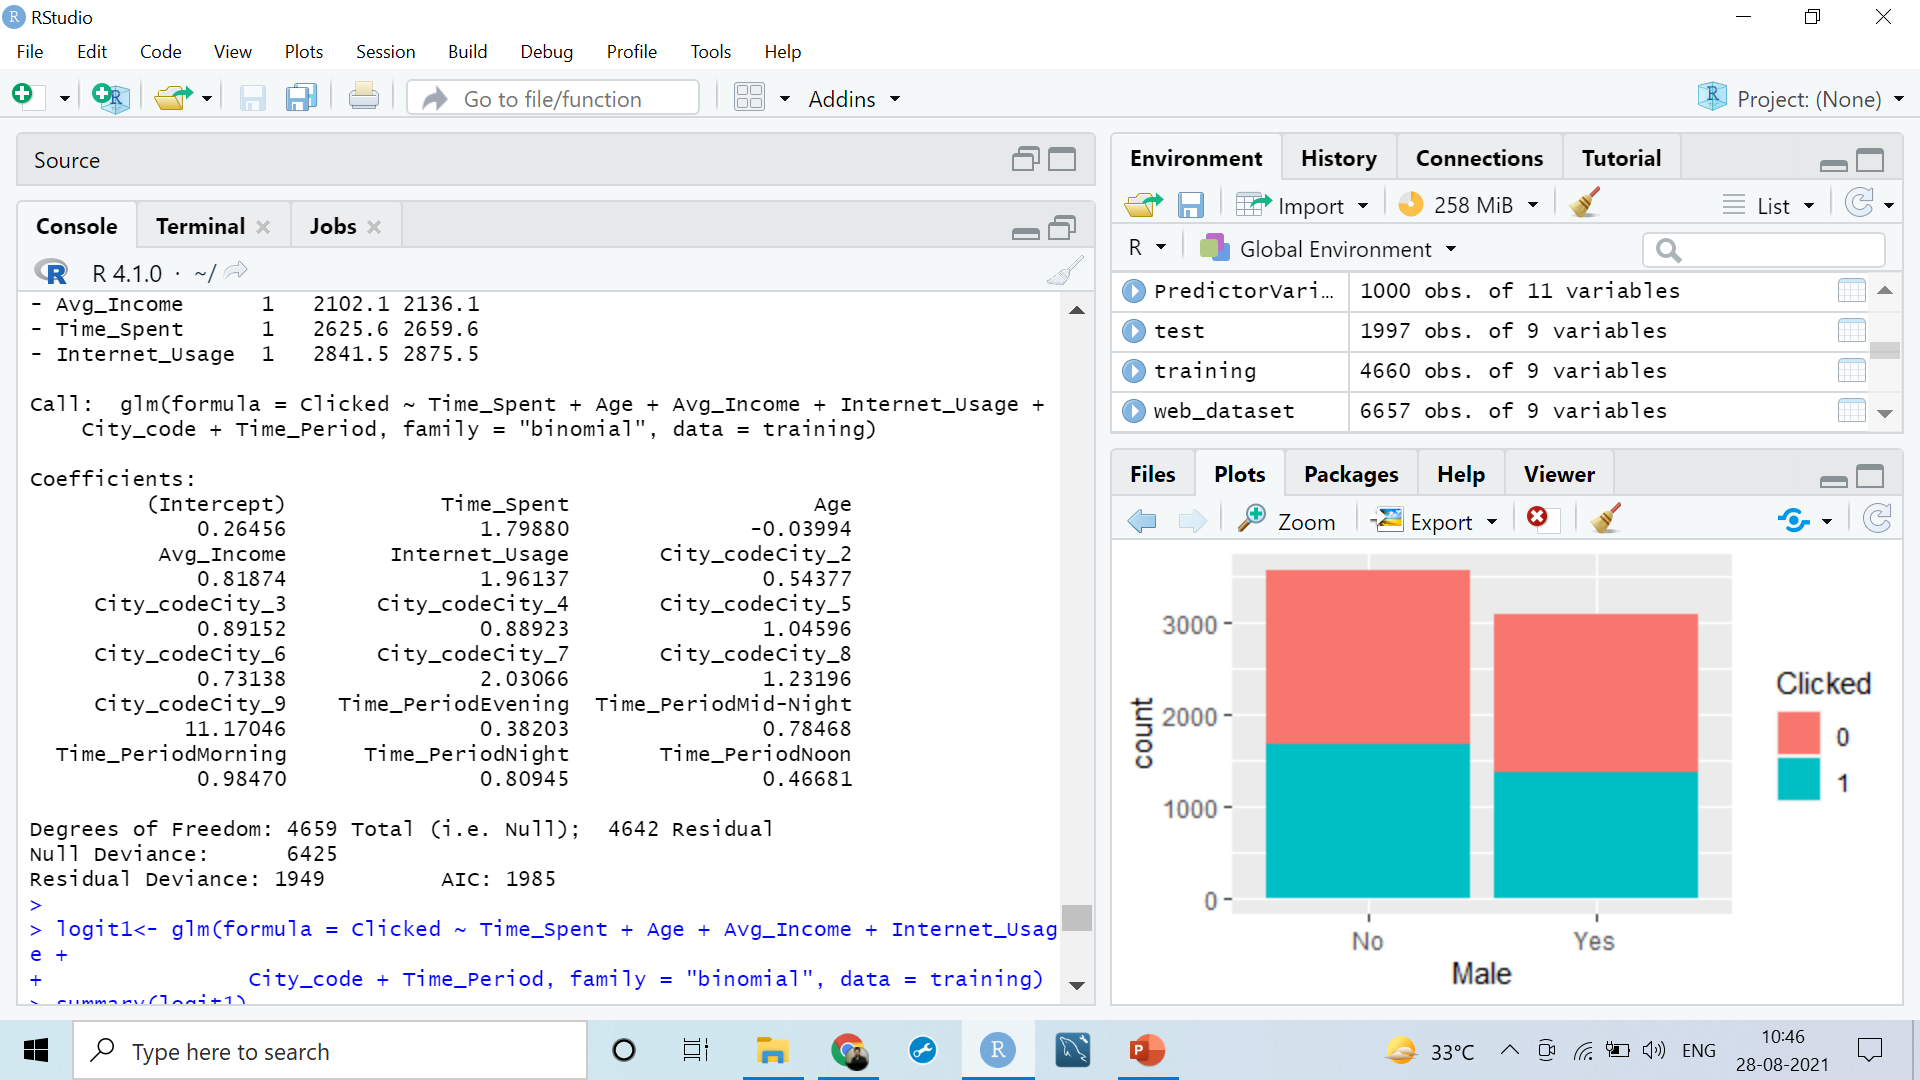 RStudio
File Edit Code View Plots Session Build Debug Profile Tools Help
Go to file/function Addins Project: (None)
Source
Console Terminal Jobs
R 4.1.0 · ~/
- Avg_Income 1 2102.1 2136.1
- Time_Spent 1 2625.6 2659.6
- Internet_Usage 1 2841.5 2875.5
Call: glm(formula = Clicked ~ Time_Spent + Age + Avg_Income + Internet_Usage +
City_code + Time_Period, family = "binomial", data = training)
Coefficients:
(Intercept) Time_Spent Age
0.26456 1.79880 -0.03994
Avg_Income Internet_Usage City_codeCity_2
0.81874 1.96137 0.54377
City_codeCity_3 City_codeCity_4 City_codeCity_5
0.89152 0.88923 1.04596
City_codeCity_6 City_codeCity_7 City_codeCity_8
0.73138 2.03066 1.23196
City_codeCity_9 Time_PeriodEvening Time_PeriodMid-Night
11.17046 0.38203 0.78468
Time_PeriodMorning Time_PeriodNight Time_PeriodNoon
0.98470 0.80945 0.46681
Degrees of Freedom: 4659 Total (i.e. Null); 4642 Residual
Null Deviance: 6425
Residual Deviance: 1949 AIC: 1985
>
> logit1<- glm(formula = Clicked ~ Time_Spent + Age + Avg_Income + Internet_Usag
e +
+ City_code + Time_Period, family = "binomial", data = training)
> summary(logit1)
Environment History Connections Tutorial
Import 258 MiB List
R Global Environment
PredictorVari... 1000 obs. of 11 variables
test 1997 obs. of 9 variables
training 4660 obs. of 9 variables
web_dataset 6657 obs. of 9 variables
Files Plots Packages Help Viewer
Zoom Export
3000
2000
1000
0
count
No Yes
Male
Clicked
0
1
Type here to search
33°C ENG
10:46
28-08-2021